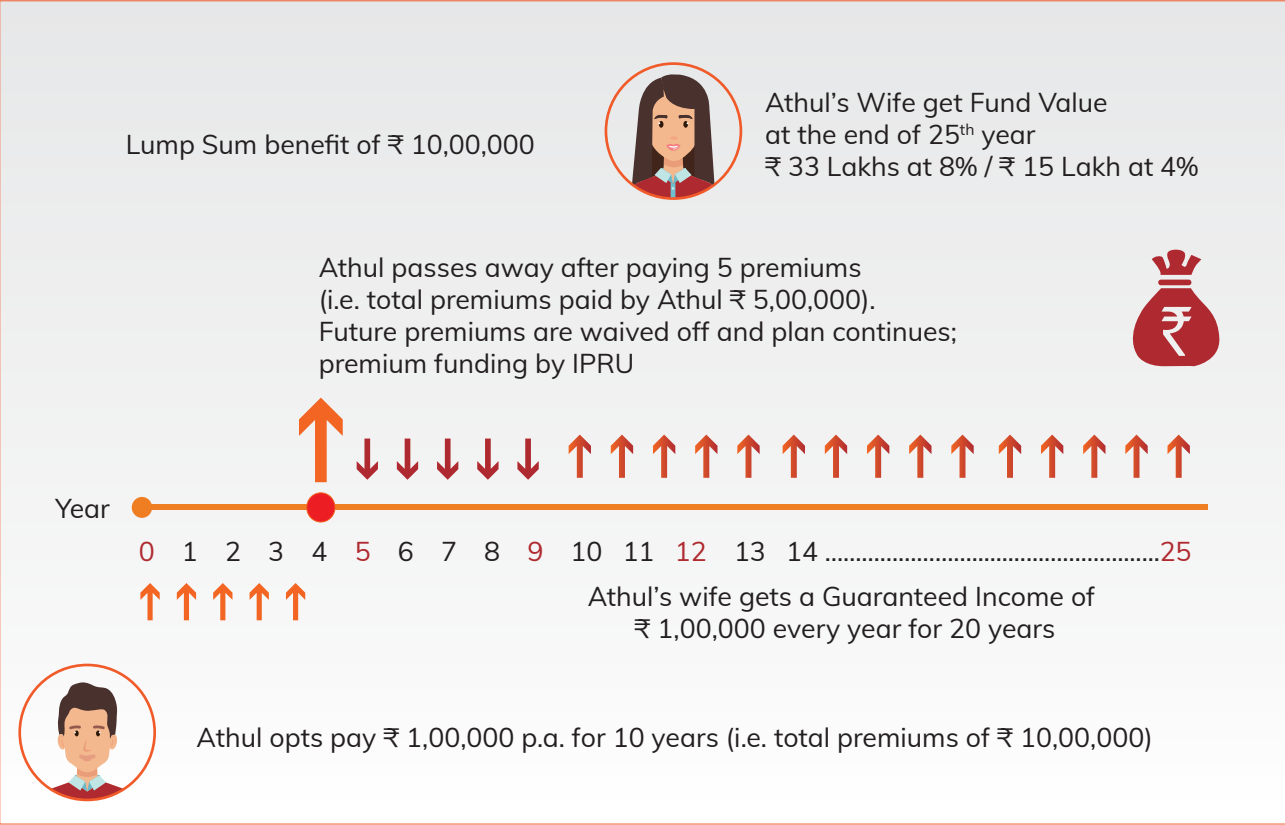 Lump Sum benefit of ₹ 10,00,000
Athul’s Wife get Fund Value
at the end of 25th year
₹ 33 Lakhs at 8% / ₹ 15 Lakh at 4%
Athul passes away after paying 5 premiums
(i.e. total premiums paid by Athul ₹ 5,00,000).
Future premiums are waived off and plan continues;
premium funding by IPRU
₹
Year
0 1 2 3 4 5 6 7 8 9 10 11 12 13 14 ........................................................25
Athul’s wife gets a Guaranteed Income of
₹ 1,00,000 every year for 20 years
Athul opts pay ₹ 1,00,000 p.a. for 10 years (i.e. total premiums of ₹ 10,00,000)